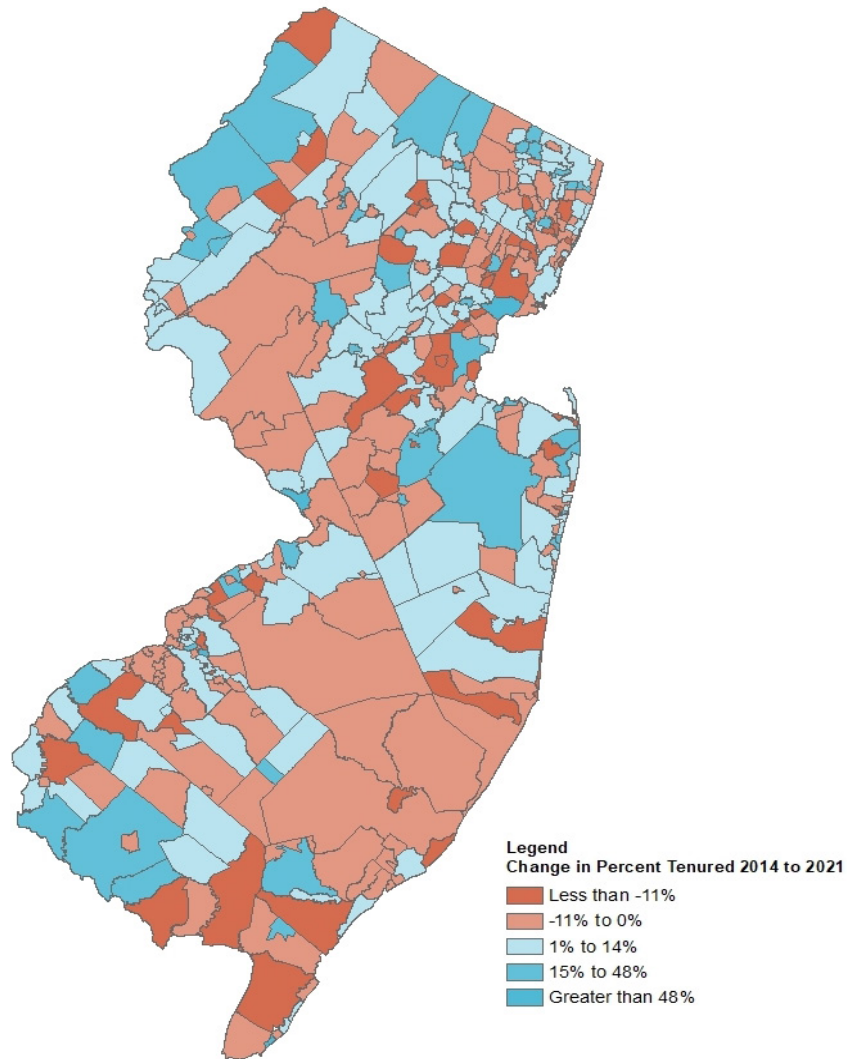 Legend
Change in Percent Tenured 2014 to 2021
Less than -11%
-11% to 0%
1% to 14%
15% to 48%
Greater than 48%